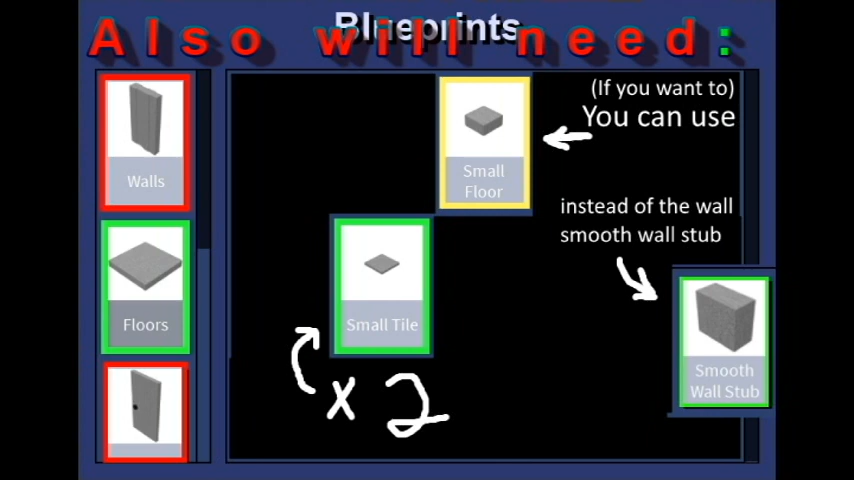 Blueprints
Also will need:
(If you want to)
You can use
Walls
Small
Floor
instead of the wall
smooth wall stub
Floors
Small Tile
x 2
Smooth
Wall Stub